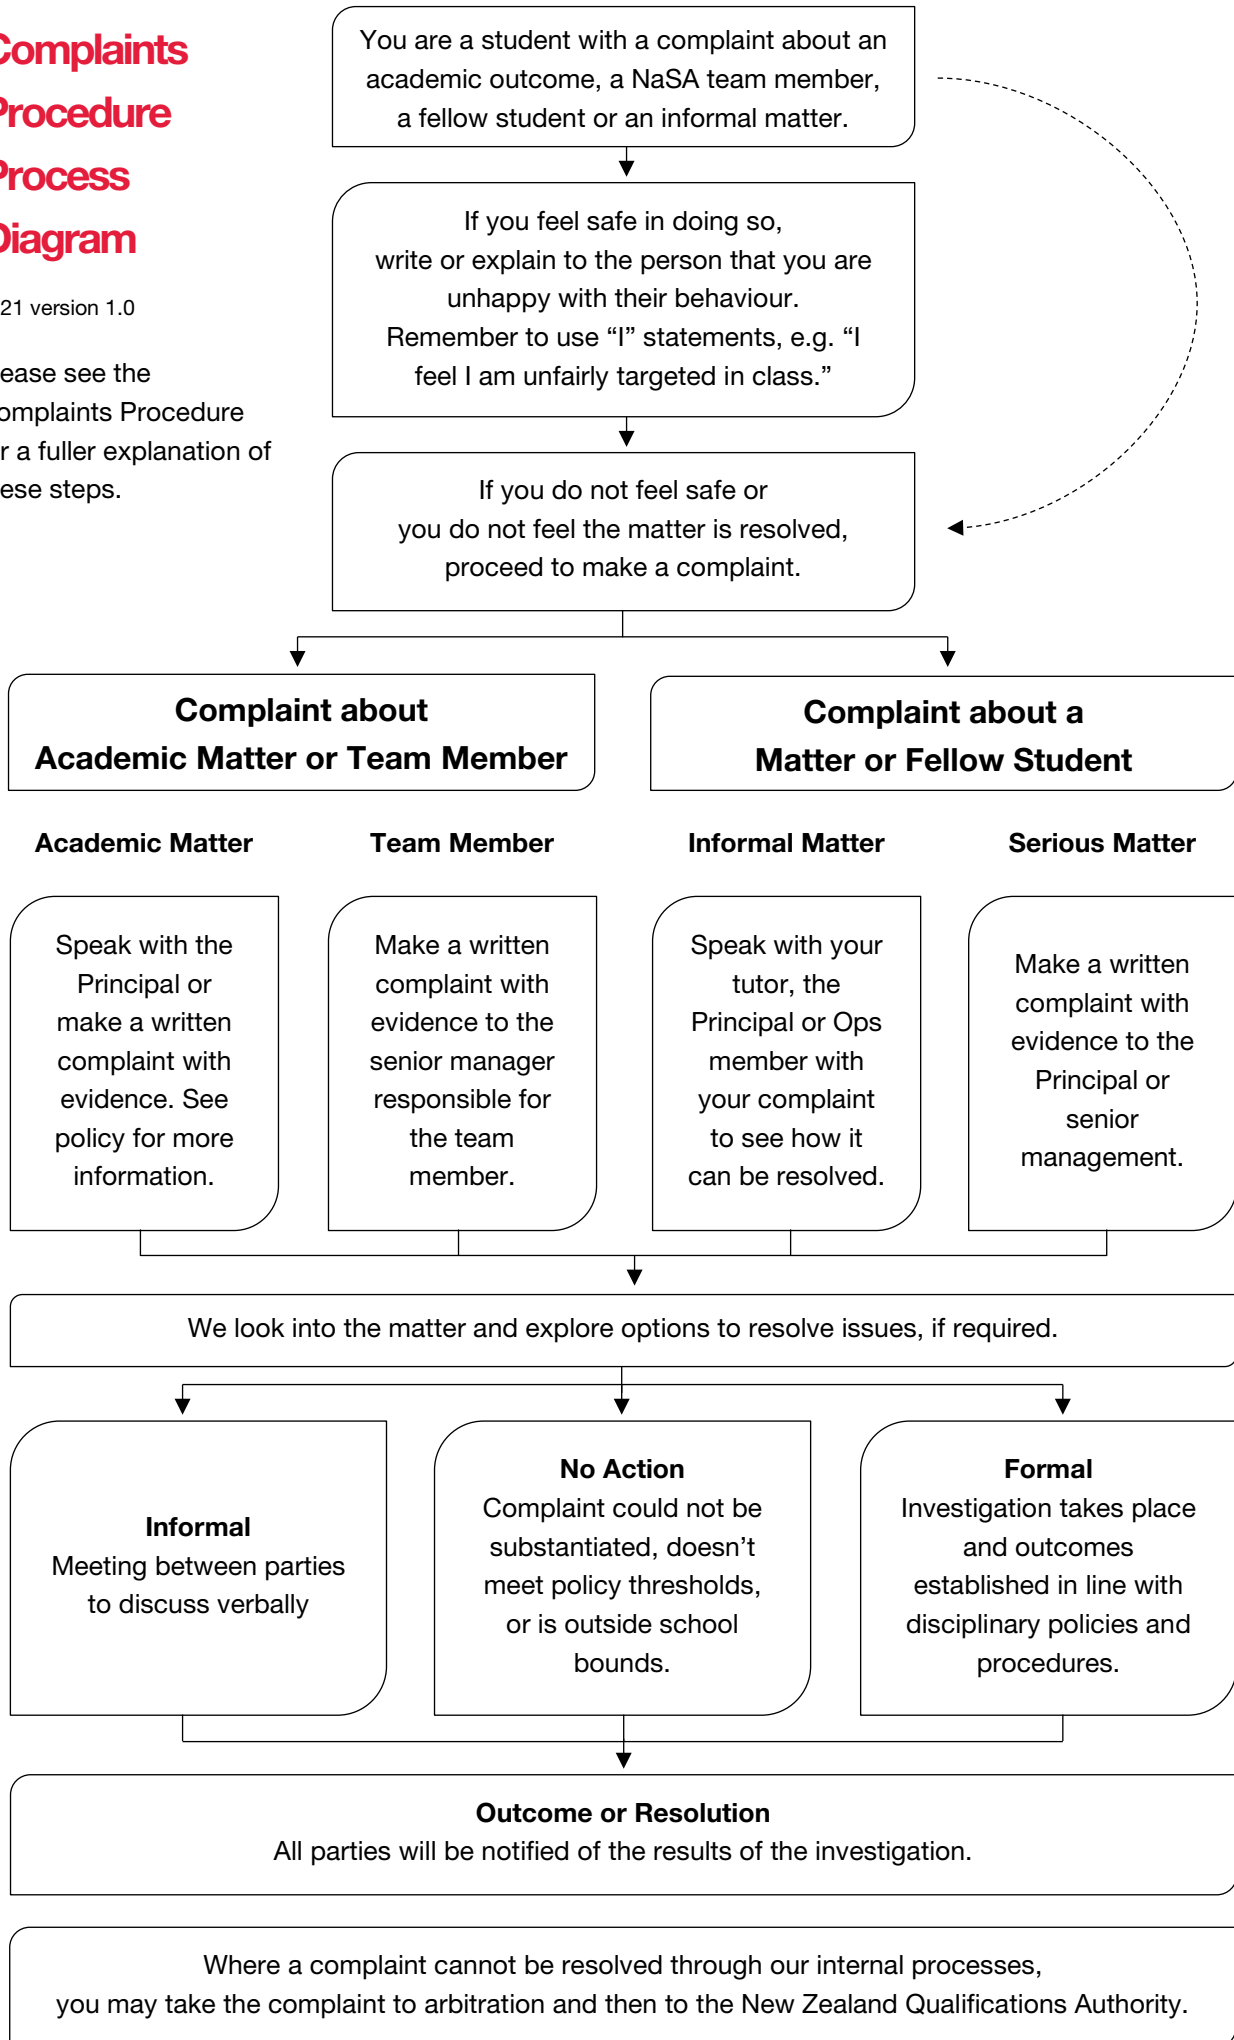 Complaints
Procedure
Process
Diagram
21 version 1.0
ease see the
omplaints Procedure
r a fuller explanation of
ese steps.
You are a student with a complaint about an
academic outcome, a NaSA team member,
a fellow student or an informal matter.
If you feel safe in doing so,
write or explain to the person that you are
unhappy with their behaviour.
Remember to use “I” statements, e.g. “I
feel I am unfairly targeted in class.”
If you do not feel safe or
you do not feel the matter is resolved,
proceed to make a complaint.
Complaint about
Academic Matter or Team Member
Complaint about a
Matter or Fellow Student
Academic Matter
Speak with the
Principal or
make a written
complaint with
evidence. See
policy for more
information.
Team Member
Make a written
complaint with
evidence to the
senior manager
responsible for
the team
member.
Informal Matter
Speak with your
tutor, the
Principal or Ops
member with
your complaint
to see how it
can be resolved.
Serious Matter
Make a written
complaint with
evidence to the
Principal or
senior
management.
We look into the matter and explore options to resolve issues, if required.
Informal
Meeting between parties
to discuss verbally
No Action
Complaint could not be
substantiated, doesn’t
meet policy thresholds,
or is outside school
bounds.
Formal
Investigation takes place
and outcomes
established in line with
disciplinary policies and
procedures.
Outcome or Resolution
All parties will be notified of the results of the investigation.
Where a complaint cannot be resolved through our internal processes,
you may take the complaint to arbitration and then to the New Zealand Qualifications Authority.